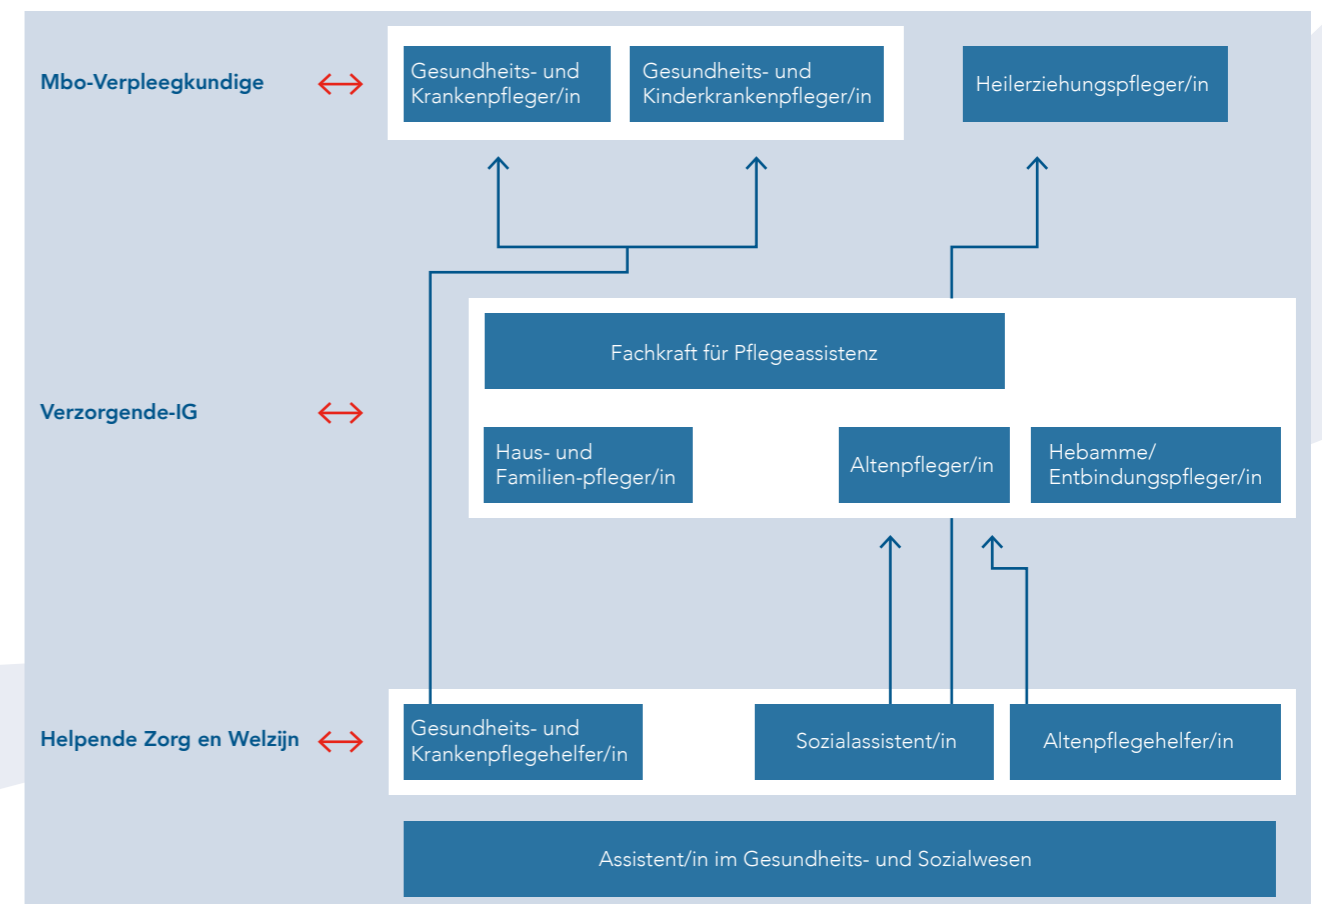 Mbo-Verpleegkundige
Gesundheits- und
Krankenpfleger/in
Gesundheits- und
Kinderkrankenpfleger/in
Heilerziehungspfleger/in
Fachkraft für Pflegeassistenz
Verzorgende-IG
Haus- und
Familien-pfleger/in
Altenpfleger/in
Hebamme/
Entbindungspfleger/in
Helpende Zorg en Welzijn
Gesundheits- und
Krankenpflegehelfer/in
Sozialassistent/in
Altenpflegehelfer/in
Assistent/in im Gesundheits- und Sozialwesen